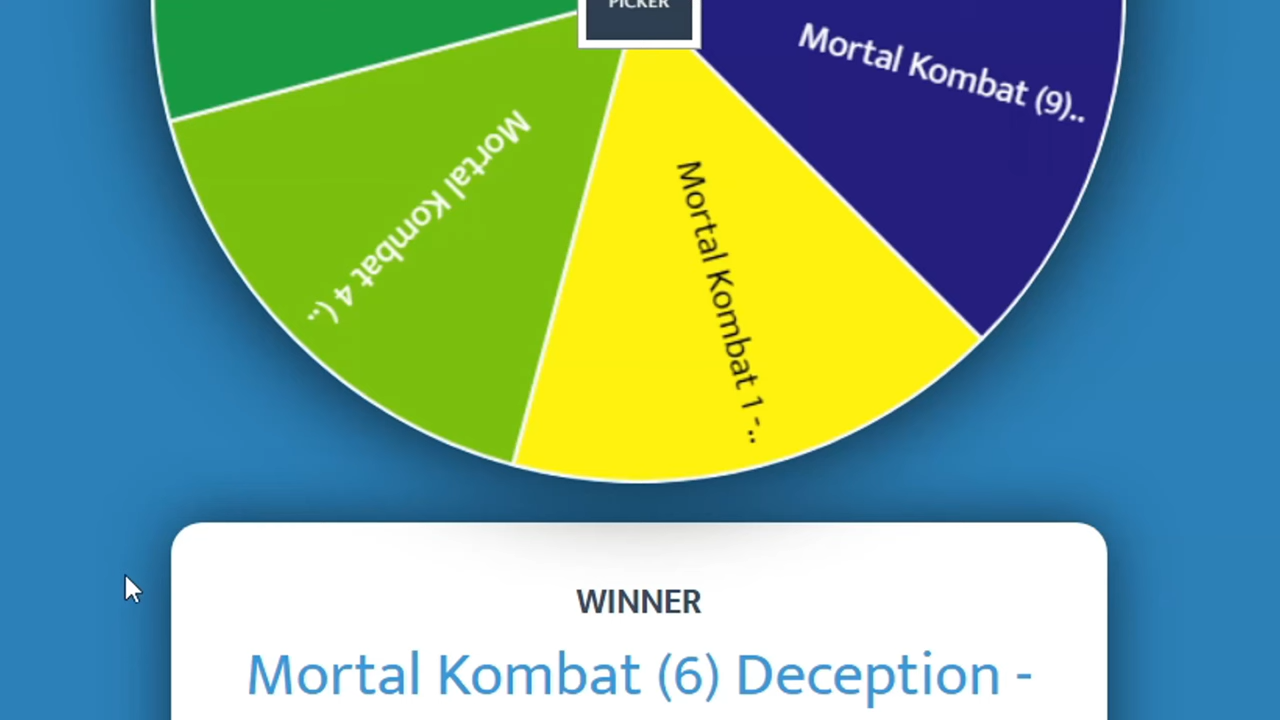 PICKER
Mortal Kombat (9)..
Mortal Kombat 4 (..
Mortal Kombat 1 -..
WINNER
Mortal Kombat (6) Deception -